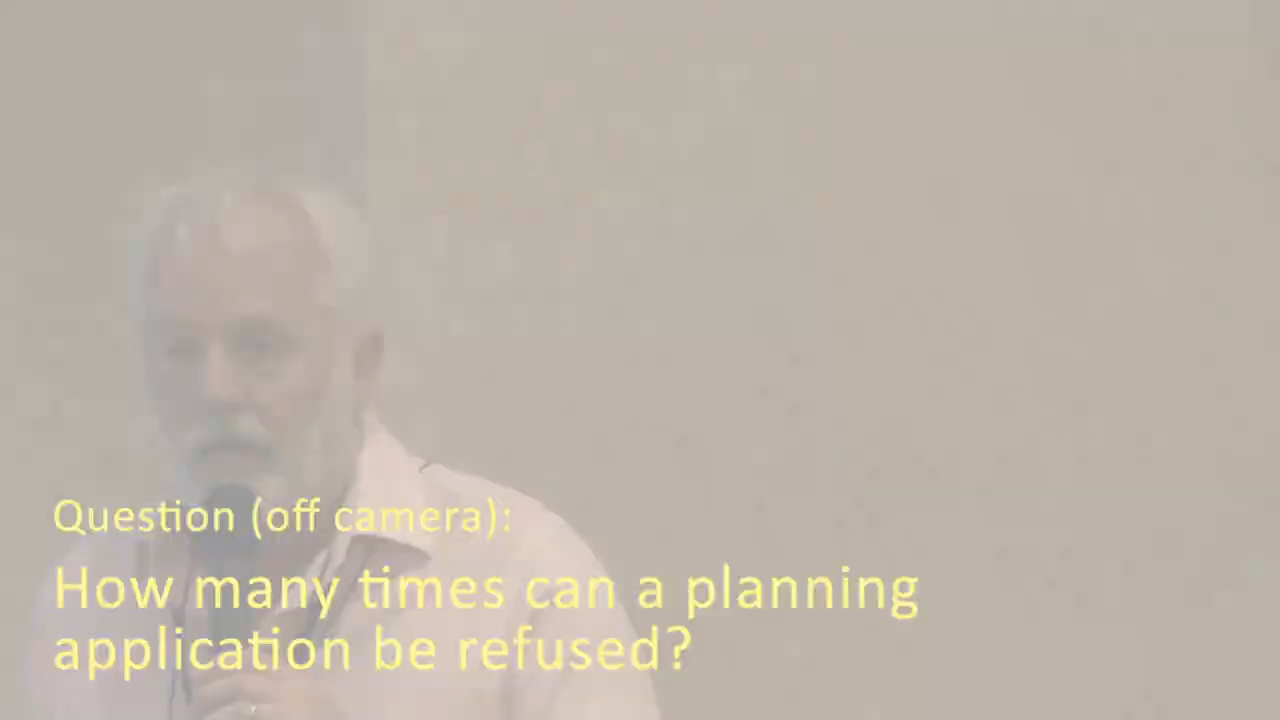 Question (off camera):
How many times can a planning
application be refused?